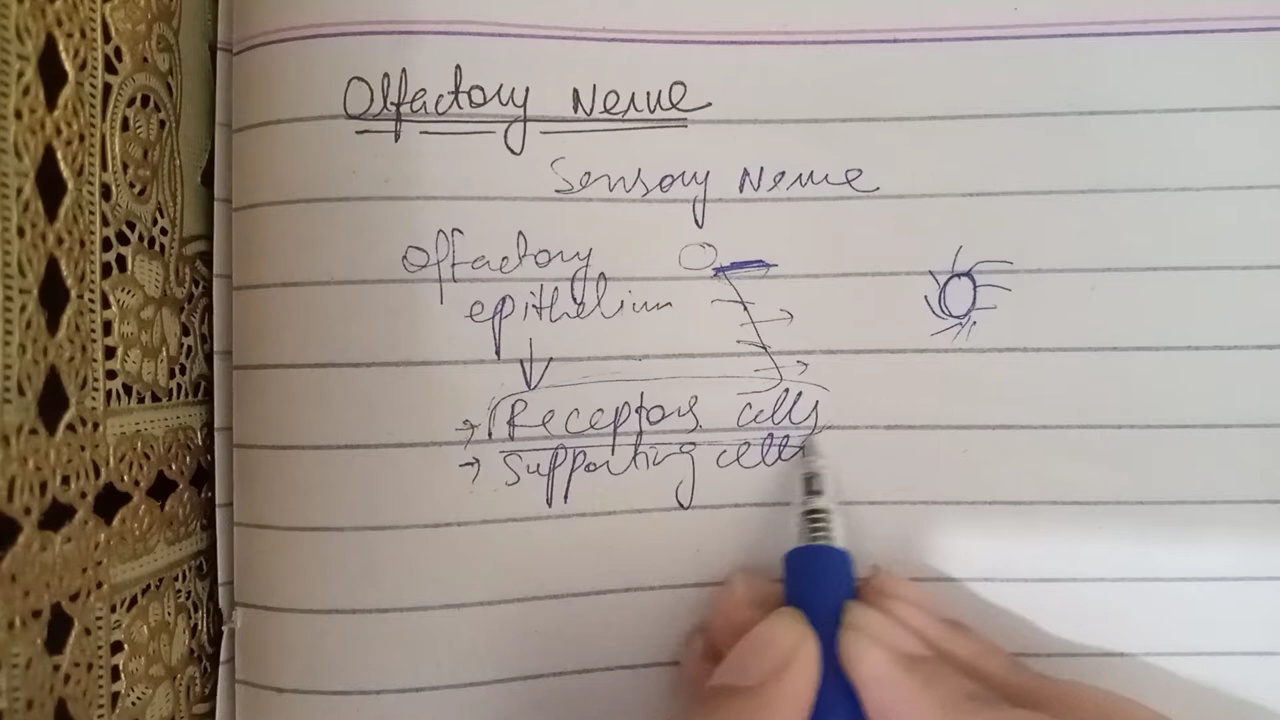 Olfactory Nerve
Sensory Nerve
Olfactory
epithelium
Receptors cells
Supporting cells